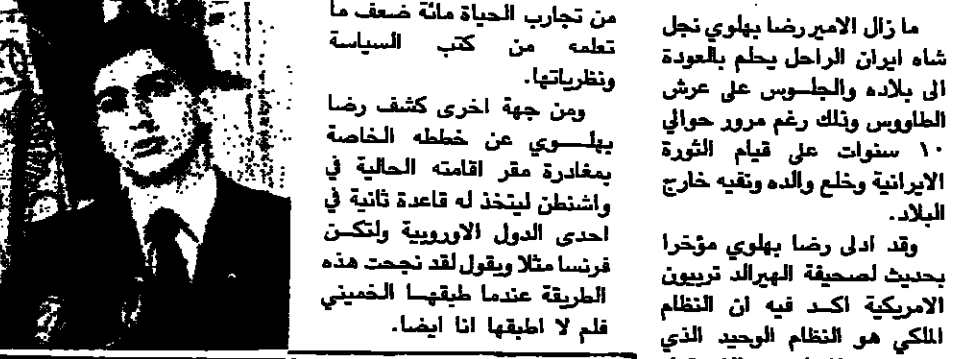 ما زال الامير رضا بهلوي نجل
شاه ايران الراحل يحلم بالعودة
الى بلاده والجلــوس على عرش
الطاووس وذلك رغم مرور حوالي
١٠ سنوات على قيام الثورة
الايرانية وخلع والده ونفيه خارج
البلاد.
وقد ادلى رضا بهلوي مؤخرا
بحديث لصحيفة الهيرالد تريبون
الامريكية اكــد فيه ان النظام
الملكي هو النظام الوحيد الذي
من تجارب الحياة مائة ضعف ما
تعلمه من كتب السياسة
ونظرياتها.
ومن جهة اخرى كشف رضا
بهلــــوي عن خططه الخاصة
بمغادرة مقر اقامته الحالية في
واشنطن ليتخذ له قاعدة ثانية في
احدى الدول الاوروبية ولتكــن
فرنسا مثلا ويقول لقد نجحت هذه
الطريقة عندما طبقهــا الخميني
فلم لا اطبقها انا ايضا.